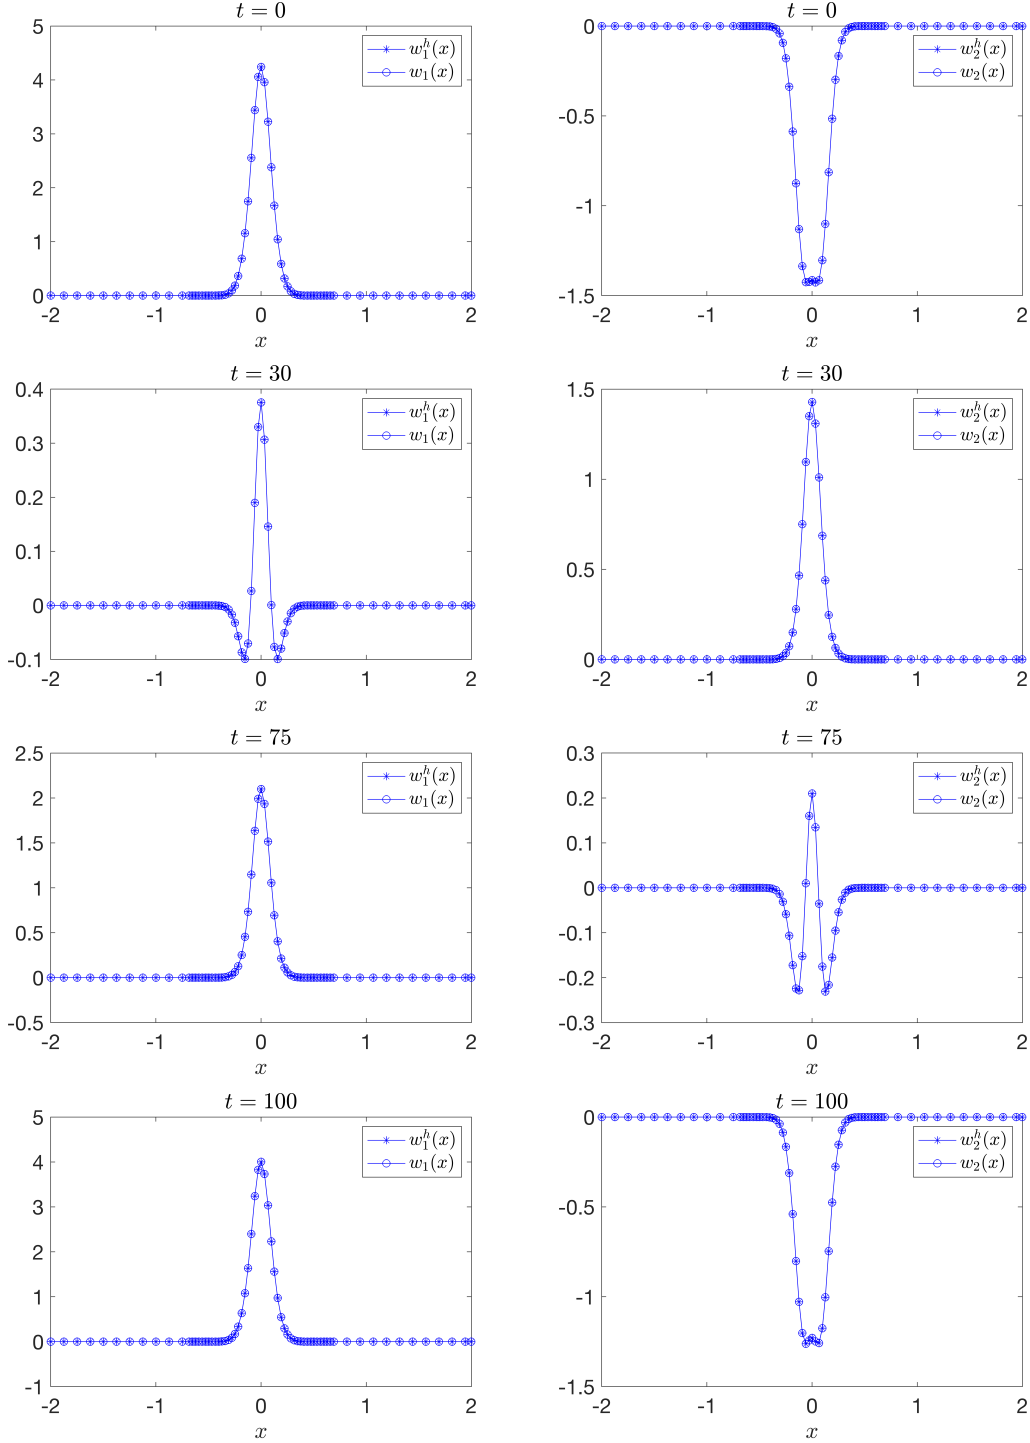 t = 0
5
4
3
2
1
0
-2
-1
0
1
2
x
w_1^h(x)
w_1(x)
t = 0
0
-0.5
-1
-1.5
-2
-1
0
1
2
x
w_2^h(x)
w_2(x)
t = 30
0.4
0.3
0.2
0.1
0
-0.1
-2
-1
0
1
2
x
w_1^h(x)
w_1(x)
t = 30
1.5
1
0.5
0
-2
-1
0
1
2
x
w_2^h(x)
w_2(x)
t = 75
2.5
2
1.5
1
0.5
0
-0.5
-2
-1
0
1
2
x
w_1^h(x)
w_1(x)
t = 75
0.3
0.2
0.1
0
-0.1
-0.2
-0.3
-2
-1
0
1
2
x
w_2^h(x)
w_2(x)
t = 100
5
4
3
2
1
0
-1
-2
-1
0
1
2
x
w_1^h(x)
w_1(x)
t = 100
0
-0.5
-1
-1.5
-2
-1
0
1
2
x
w_2^h(x)
w_2(x)